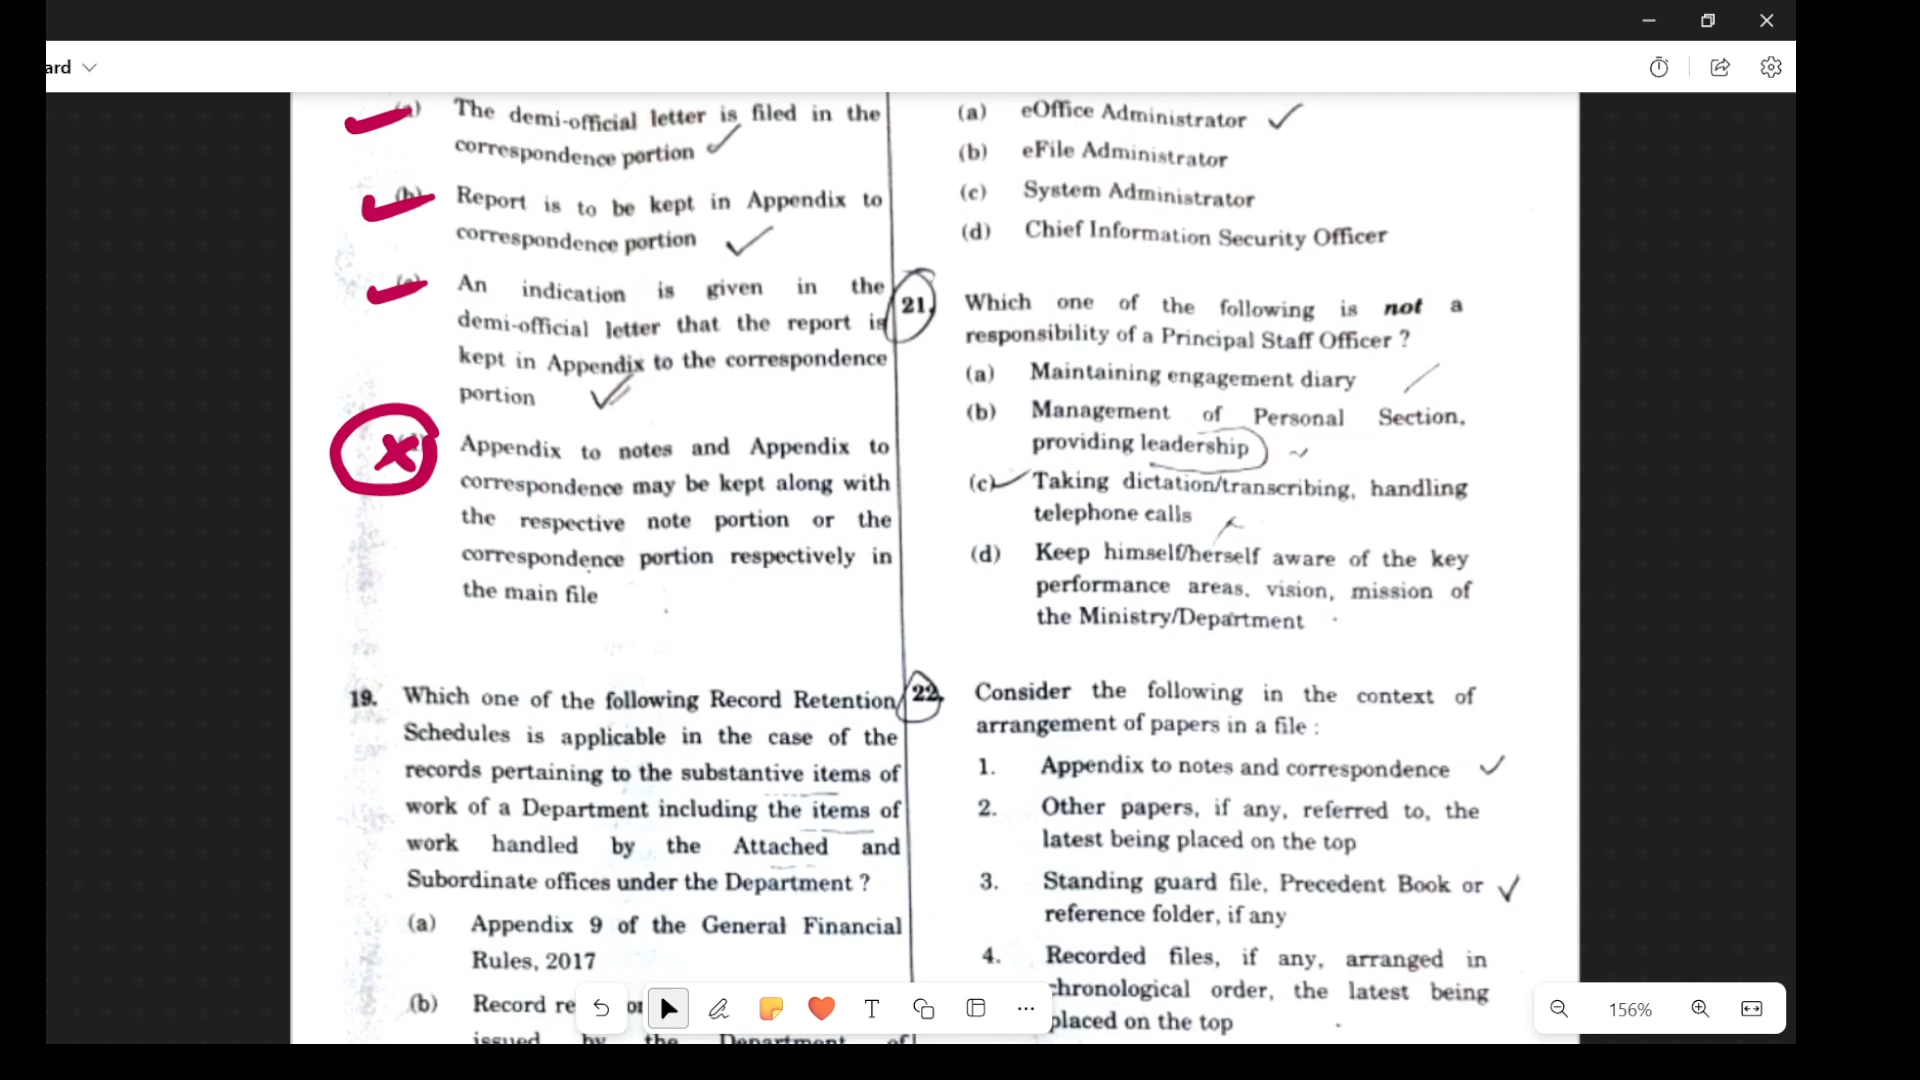 ard
The demi-official letter is filed in the
correspondence portion
(b) Report is to be kept in Appendix to
correspondence portion
An indication is given in the
demi-official letter that the report is
kept in Appendix to the correspondence
portion
Appendix to notes and Appendix to
correspondence may be kept along with
the respective note portion or the
correspondence portion respectively in
the main file
19. Which one of the following Record Retention
Schedules is applicable in the case of the
records pertaining to the substantive items of
work of a Department including the items of
work handled by the Attached and
Subordinate offices under the Department ?
(a) Appendix 9 of the General Financial
Rules, 2017
(b) Record re
issued by the Department of
(a) eOffice Administrator
(b) eFile Administrator
(c) System Administrator
(d) Chief Information Security Officer
21. Which one of the following is not a
responsibility of a Principal Staff Officer ?
(a) Maintaining engagement diary
(b) Management of Personal Section,
providing leadership
(c) Taking dictation/transcribing, handling
telephone calls
(d) Keep himself/herself aware of the key
performance areas, vision, mission of
the Ministry/Department
22. Consider the following in the context of
arrangement of papers in a file :
1. Appendix to notes and correspondence
2. Other papers, if any, referred to, the
latest being placed on the top
3. Standing guard file, Precedent Book or
reference folder, if any
4. Recorded files, if any, arranged in
chronological order, the latest being
placed on the top
156%